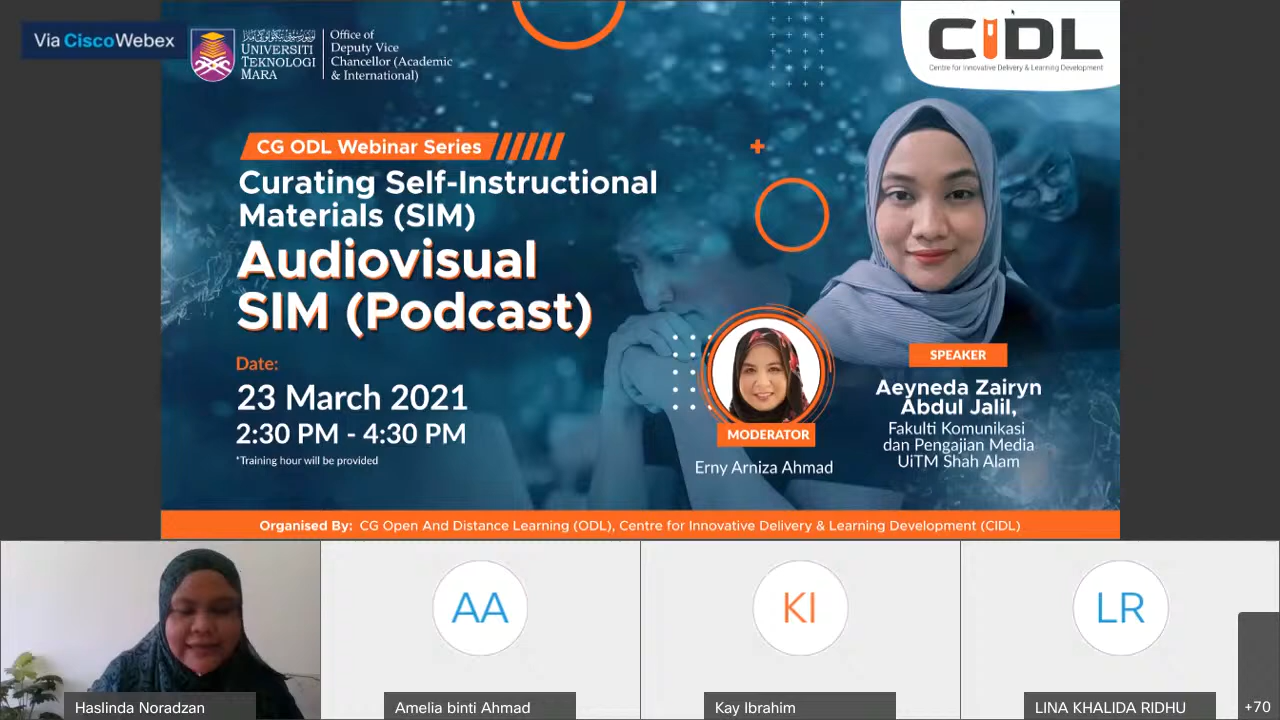 Via Cisco Webex
UNIVERSITI
TEKNOLOGI
MARA
Office of
Deputy Vice
Chancellor (Academic
& International)
CIDL
Centre for Innovative Delivery & Learning Development
CG ODL Webinar Series
Curating Self-Instructional
Materials (SIM)
Audiovisual
SIM (Podcast)
Date:
23 March 2021
2:30 PM - 4:30 PM
*Training hour will be provided
MODERATOR
Erny Arniza Ahmad
SPEAKER
Aeyneda Zairyn
Abdul Jalil,
Fakulti Komunikasi
dan Pengajian Media
UiTM Shah Alam
Organised By: CG Open And Distance Learning (ODL), Centre for Innovative Delivery & Learning Development (CIDL)
AA
KI
LR
Haslinda Noradzan
Amelia binti Ahmad
Kay Ibrahim
LINA KHALIDA RIDHU
+70